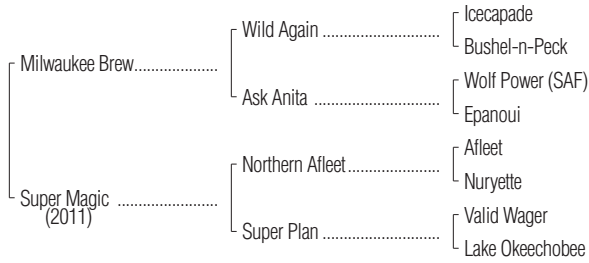 Icecapade
Wild Again
Bushel-n-Peck
Milwaukee Brew
Wolf Power (SAF)
Ask Anita
Epanoui
Afleet
Northern Afleet
Nuryette
Super Magic
(2011)
Valid Wager
Super Plan
Lake Okeechobee